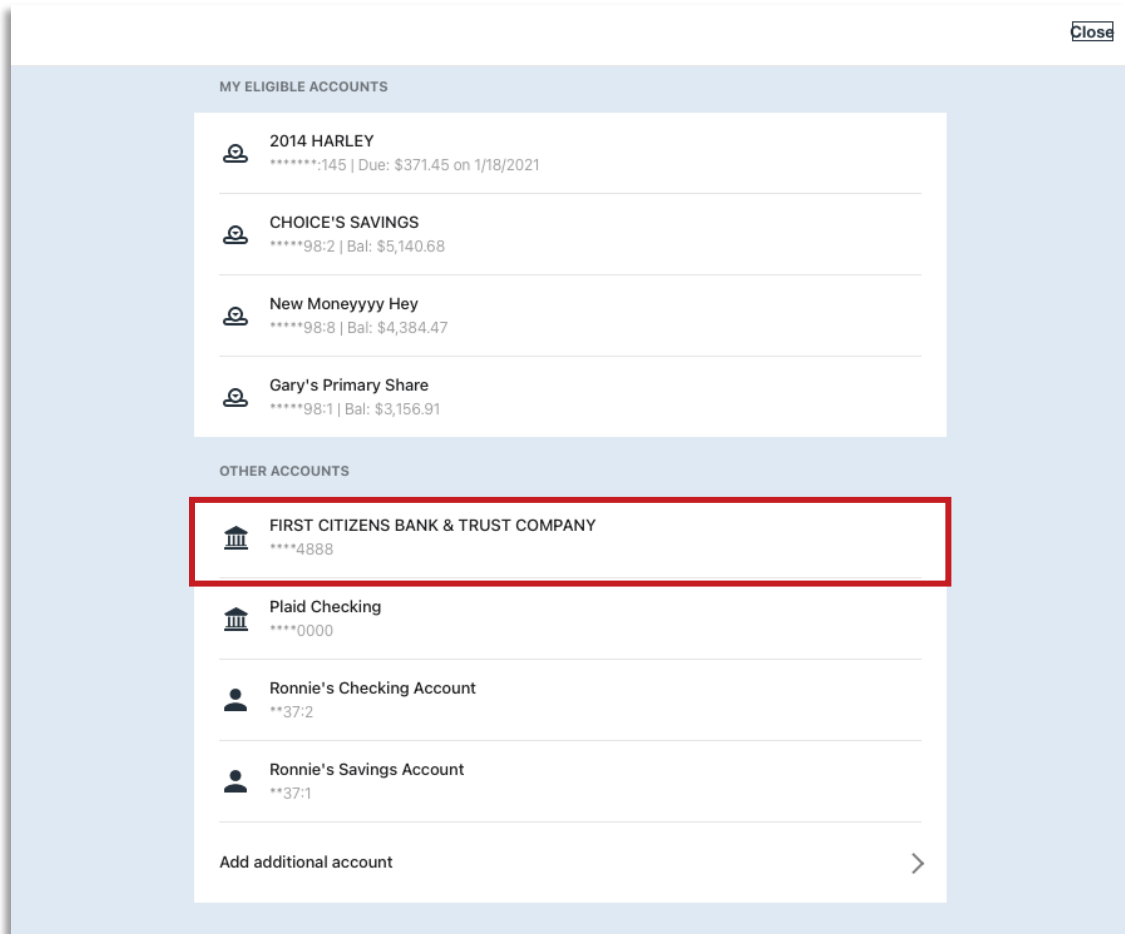 Close
MY ELIGIBLE ACCOUNTS
2014 HARLEY
*******:145 | Due: $371.45 on 1/18/2021
CHOICE'S SAVINGS
*****98:2 | Bal: $5,140.68
New Moneyyyy Hey
*****98:8 | Bal: $4,384.47
Gary's Primary Share
*****98:1 | Bal: $3,156.91
OTHER ACCOUNTS
FIRST CITIZENS BANK & TRUST COMPANY
****4888
Plaid Checking
****0000
Ronnie's Checking Account
**37:2
Ronnie's Savings Account
**37:1
Add additional account